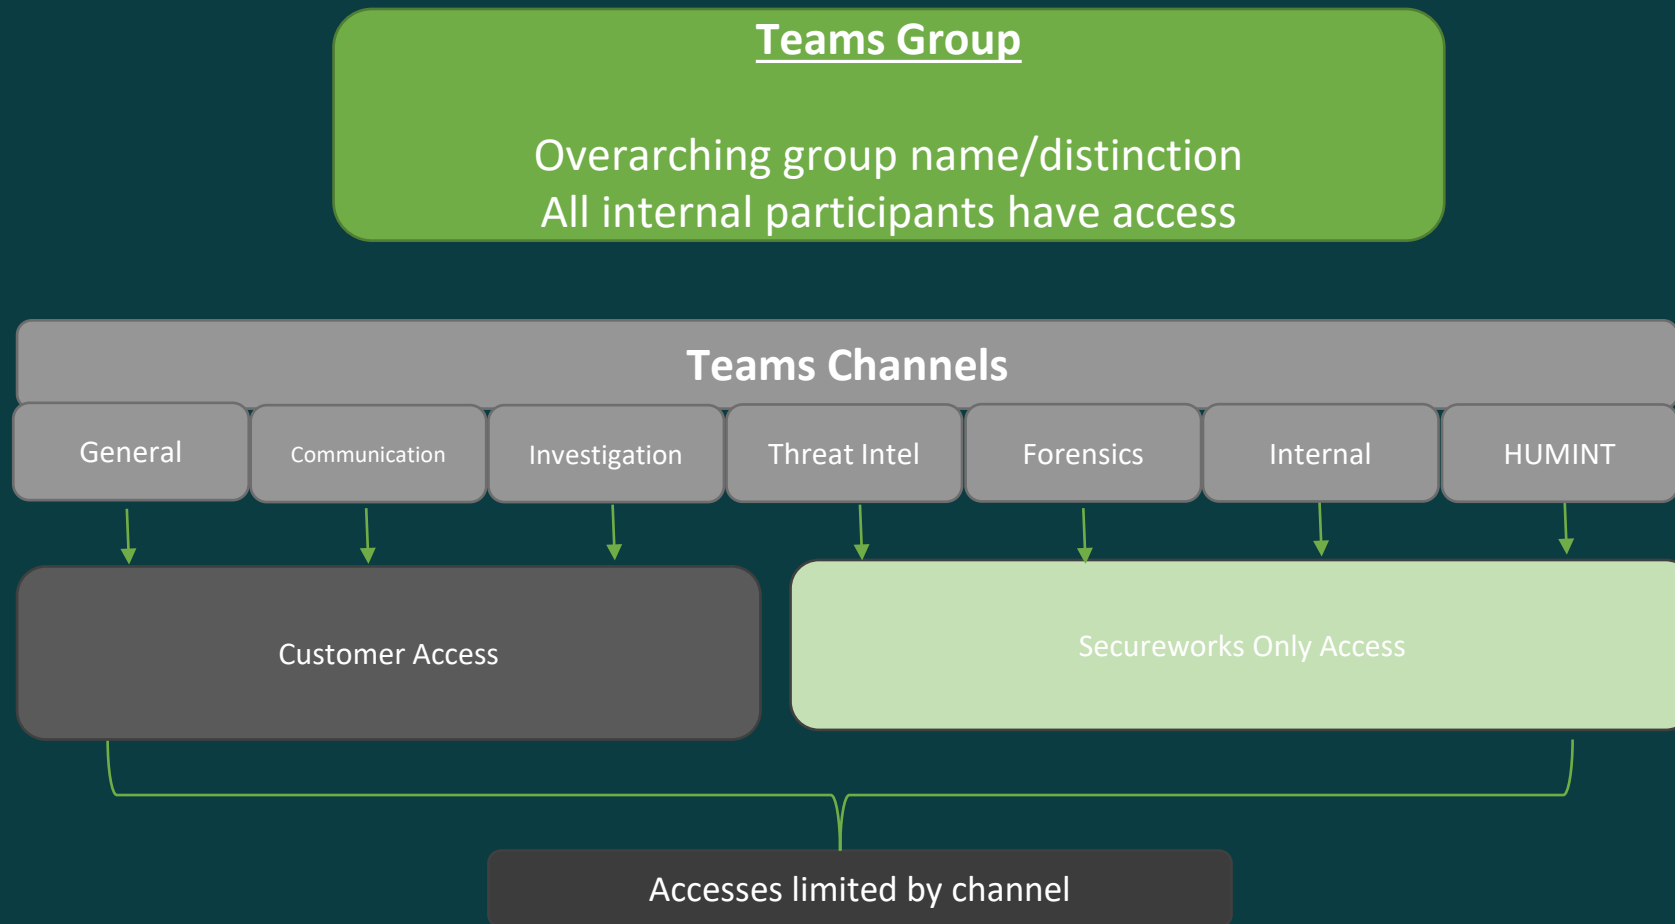 Teams Group
Overarching group name/distinction
All internal participants have access
Teams Channels
General
Communication
Investigation
Threat Intel
Forensics
Internal
HUMINT
Customer Access
Secureworks Only Access
Accesses limited by channel